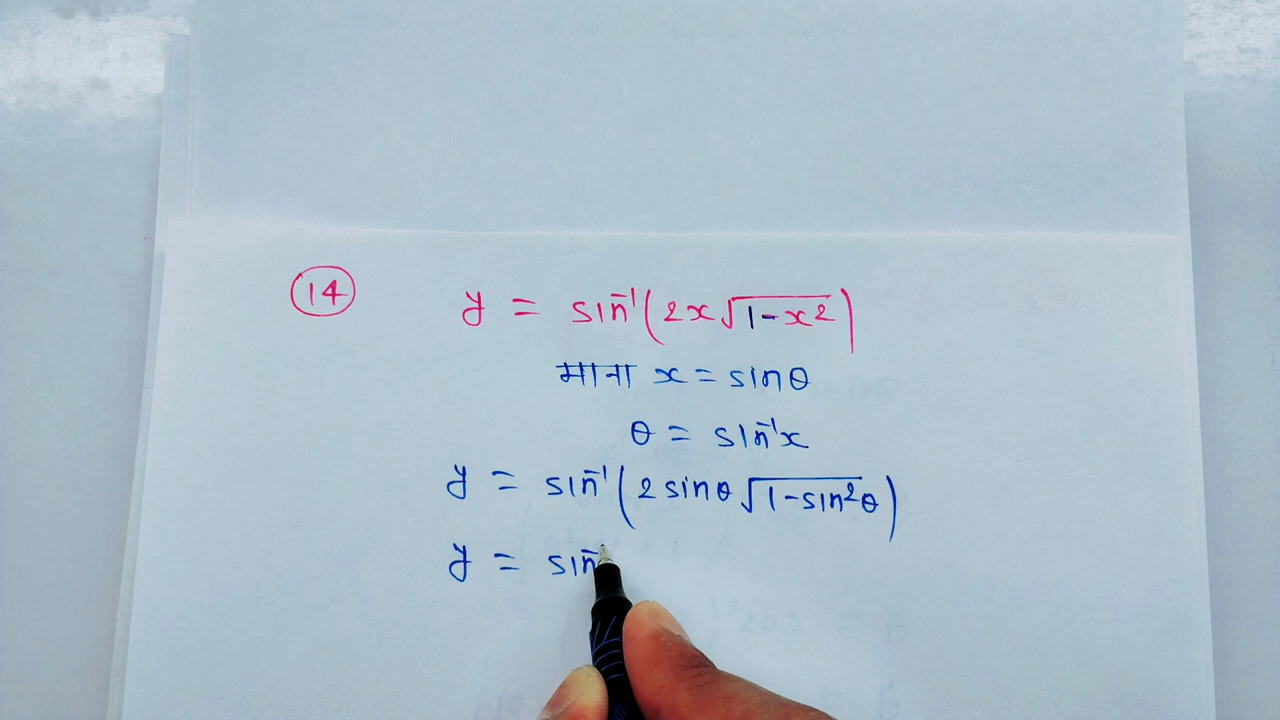 14 y = sin⁻¹(2x√(1-x²))
माना x = sinθ
θ = sin⁻¹x
y = sin⁻¹(2sinθ√(1-sin²θ))
y = sin⁻